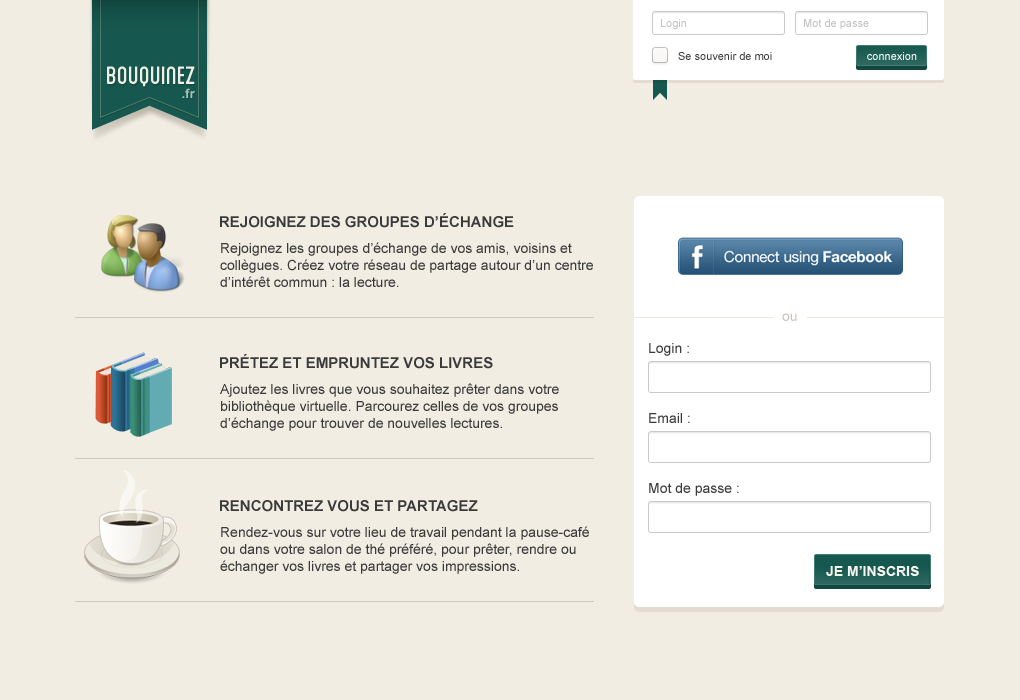 BOUQUINEZ
.fr
Login
Mot de passe
Se souvenir de moi
connexion
REJOIGNEZ DES GROUPES D’ÉCHANGE
Rejoignez les groupes d’échange de vos amis, voisins et
collègues. Créez votre réseau de partage autour d’un centre
d’intérêt commun : la lecture.
PRÉTEZ ET EMPRUNTEZ VOS LIVRES
Ajoutez les livres que vous souhaitez prêter dans votre
bibliothèque virtuelle. Parcourez celles de vos groupes
d’échange pour trouver de nouvelles lectures.
RENCONTREZ VOUS ET PARTAGEZ
Rendez-vous sur votre lieu de travail pendant la pause-café
ou dans votre salon de thé préféré, pour prêter, rendre ou
échanger vos livres et partager vos impressions.
f
Connect using Facebook
ou
Login :
Email :
Mot de passe :
JE M’INSCRIS